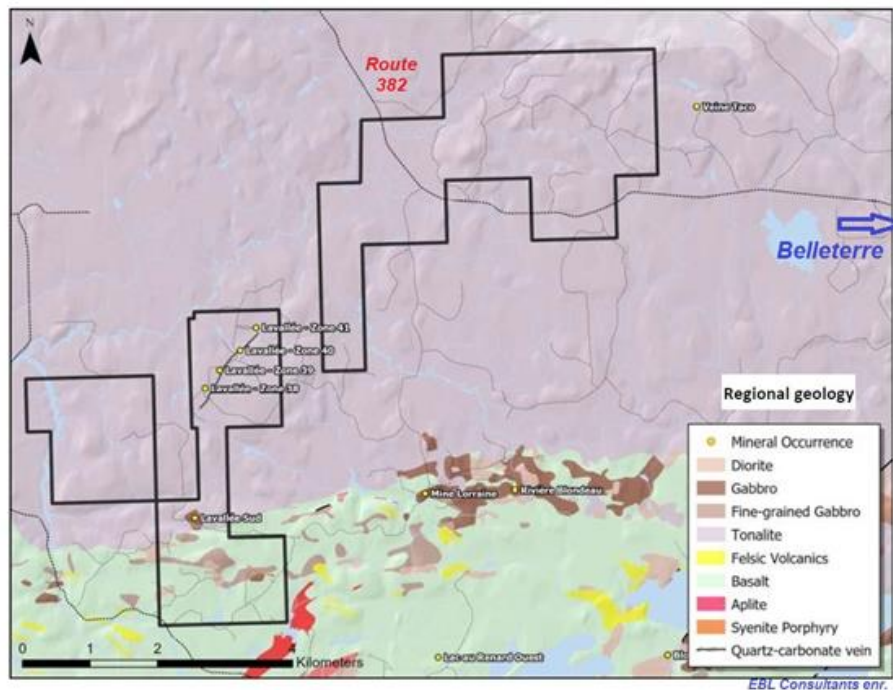 N
Route
382
Veine Taco
Belleterre
Lavallée - Zone 41
Lavallée - Zone 40
Lavallée - Zone 39
Lavallée - Zone 38
Regional geology
Mineral Occurrence
Diorite
Gabbro
Fine-grained Gabbro
Tonalite
Felsic Volcanics
Basalt
Aplite
Syenite Porphyry
Quartz-carbonate vein
Mine Lorraine
Rivière Blondeau
Lavallée-Sud
Lac au Renard Ouest
0 1 2 4
Kilometers
EBL Consultants enr.